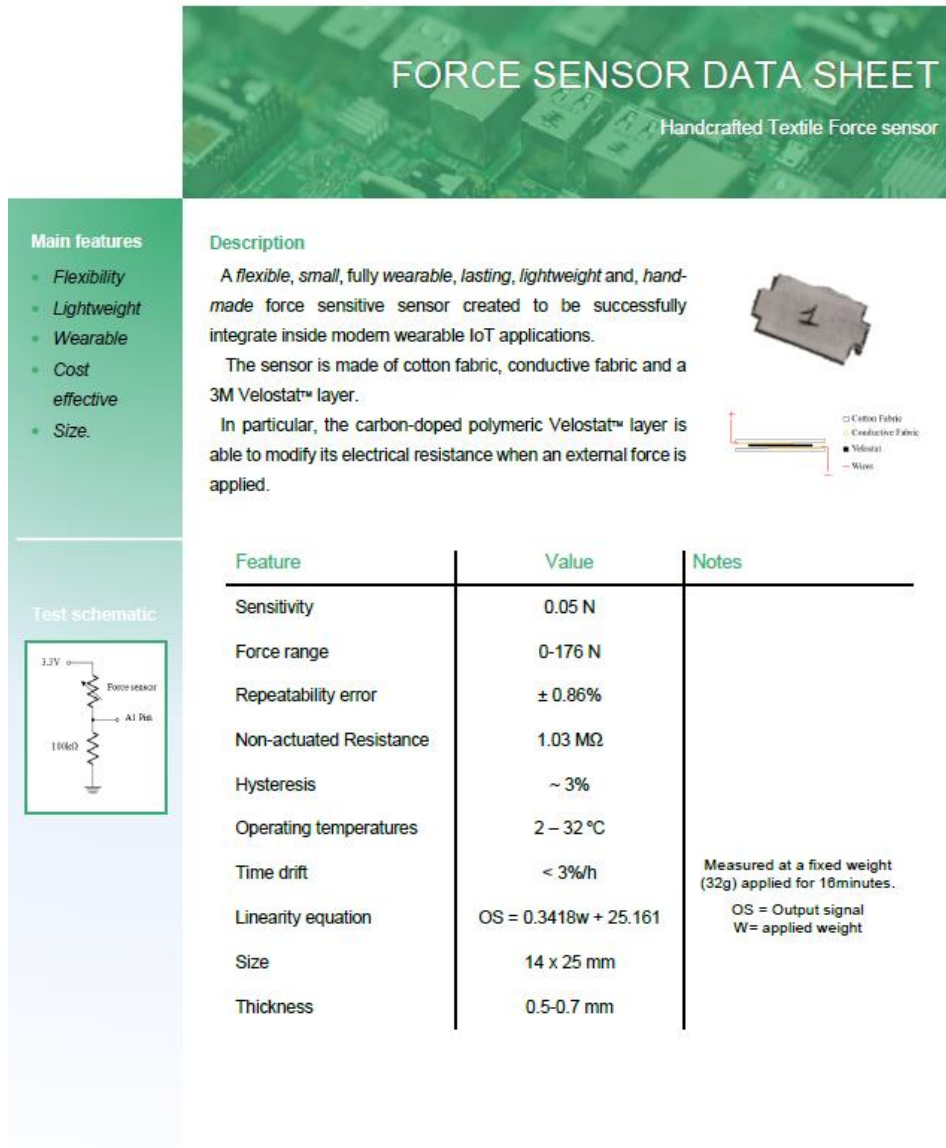 FORCE SENSOR DATA SHEET
Handcrafted Textile Force sensor
Main features
Flexibility
Lightweight
Wearable
Cost
effective
Size.
Test schematic
3.3V
Force sensor
A1 Pin
100kΩ
Description
A flexible, small, fully wearable, lasting, lightweight and, hand-
made force sensitive sensor created to be successfully
integrate inside modern wearable IoT applications.
The sensor is made of cotton fabric, conductive fabric and a
3M Velostat™ layer.
In particular, the carbon-doped polymeric Velostat™ layer is
able to modify its electrical resistance when an external force is
applied.
1
Cotton Fabric
Conductive Fabric
Velostat
Wires
Feature Value Notes
Sensitivity 0.05 N
Force range 0-176 N
Repeatability error ± 0.86%
Non-actuated Resistance 1.03 MΩ
Hysteresis ~ 3%
Operating temperatures 2 – 32 ºC
Time drift < 3%/h Measured at a fixed weight
(32g) applied for 16minutes.
Linearity equation OS = 0.3418w + 25.161 OS = Output signal
W= applied weight
Size 14 x 25 mm
Thickness 0.5-0.7 mm